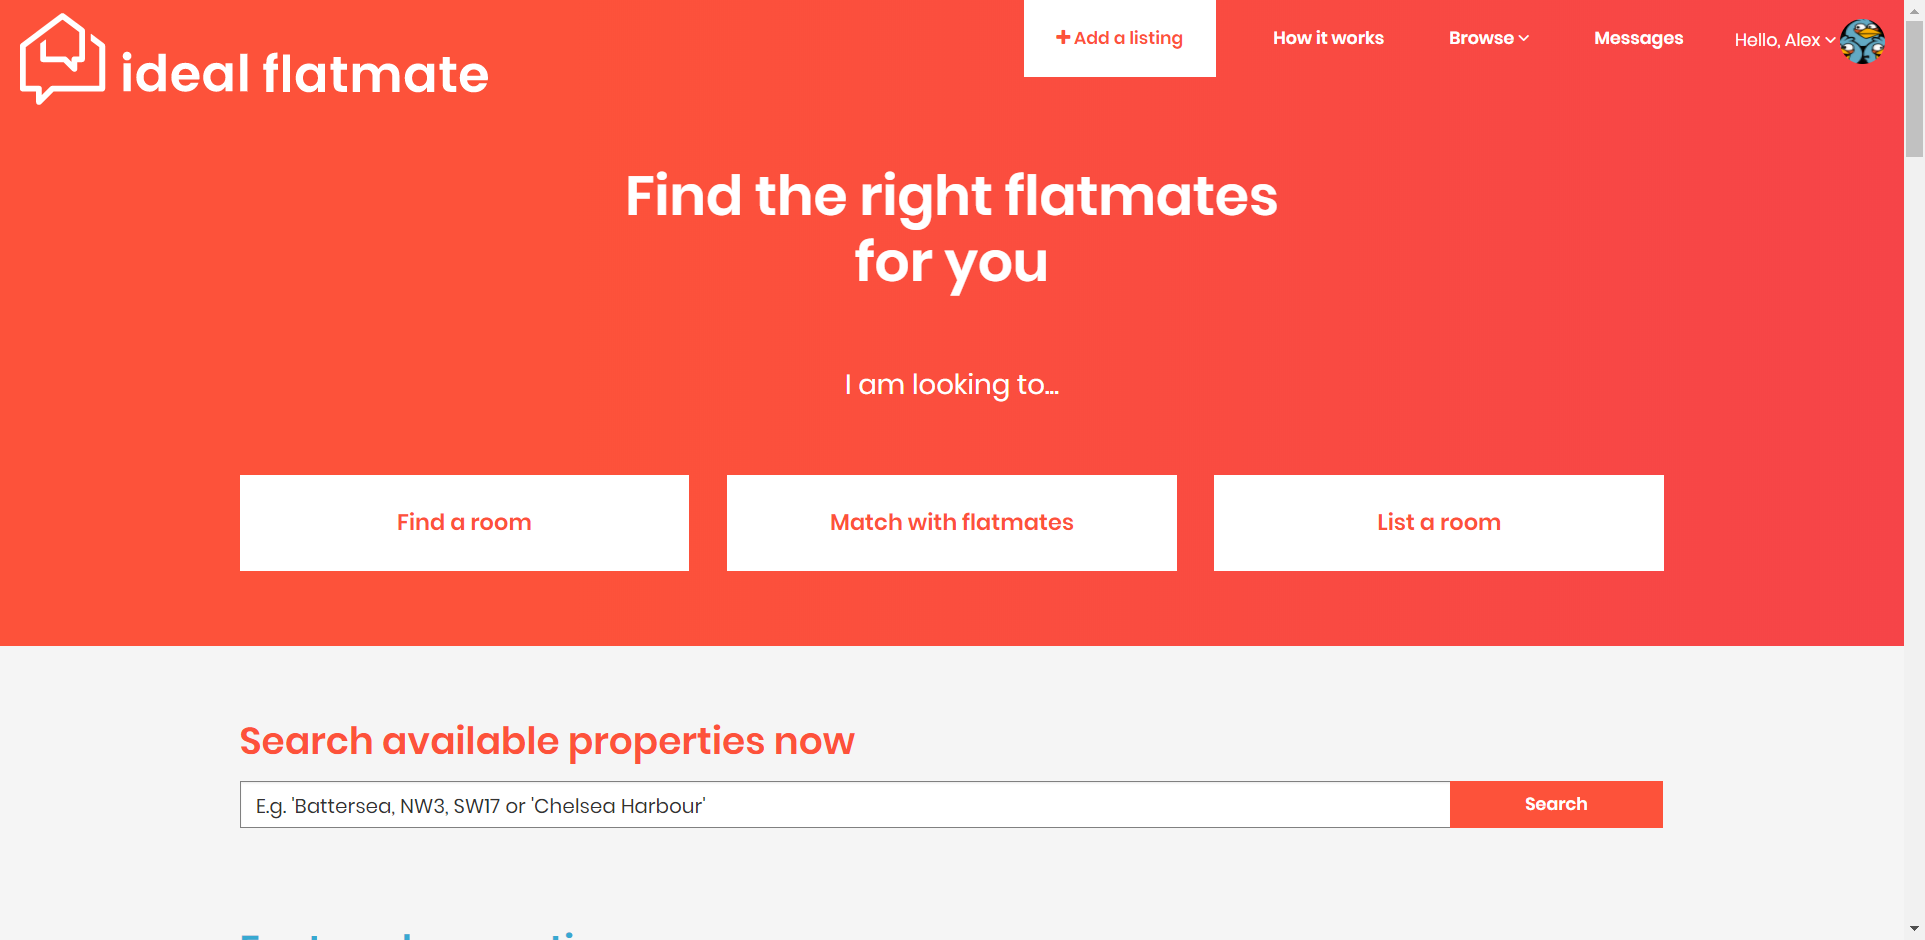 ideal flatmate
Add a listing
How it works
Browse
Messages
Hello, Alex
Find the right flatmates
for you
I am looking to...
Find a room
Match with flatmates
List a room
Search available properties now
E.g. 'Battersea, NW3, SW17 or 'Chelsea Harbour'
Search